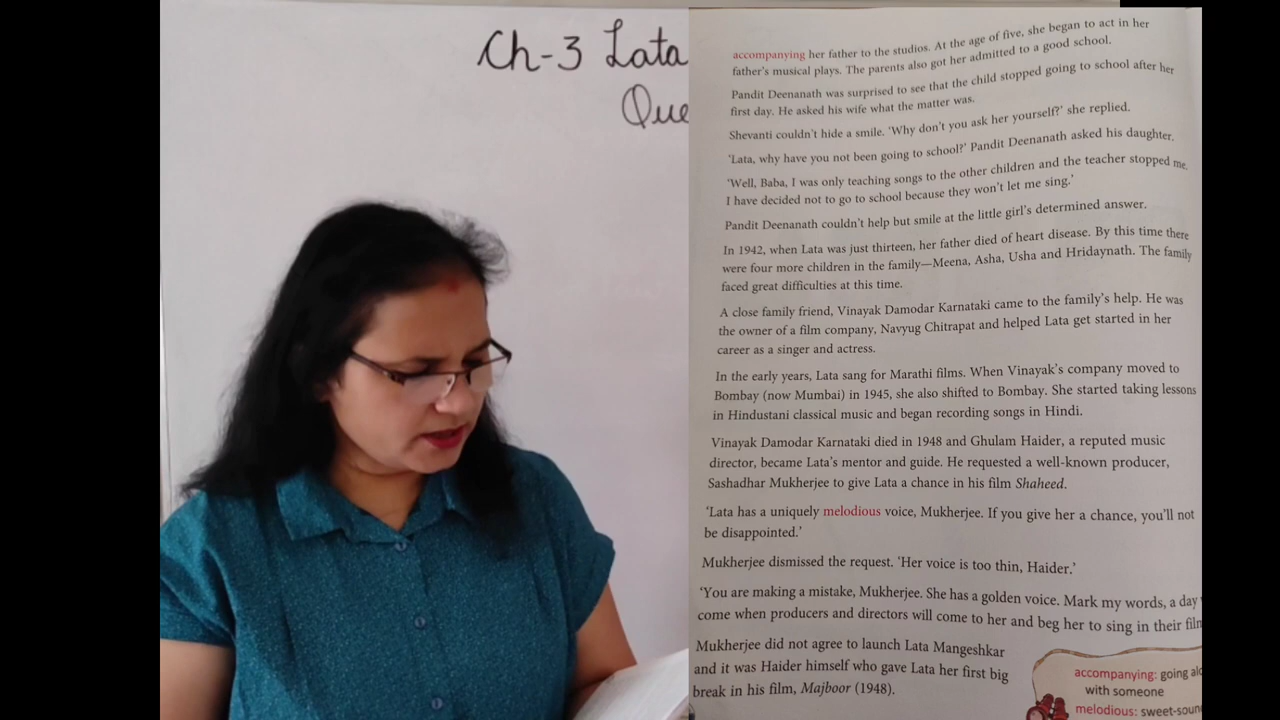 Ch-3 Lata
Que
accompanying her father to the studios. At the age of five, she began to act in her
father's musical plays. The parents also got her admitted to a good school.
Pandit Deenanath was surprised to see that the child stopped going to school after her
first day. He asked his wife what the matter was.
Shevanti couldn't hide a smile. 'Why don't you ask her yourself?' she replied.
'Lata, why have you not been going to school?' Pandit Deenanath asked his daughter.
'Well, Baba, I was only teaching songs to the other children and the teacher stopped me.
I have decided not to go to school because they won't let me sing.'
Pandit Deenanath couldn't help but smile at the little girl's determined answer.
In 1942, when Lata was just thirteen, her father died of heart disease. By this time there
were four more children in the family—Meena, Asha, Usha and Hridaynath. The family
faced great difficulties at this time.
A close family friend, Vinayak Damodar Karnataki came to the family's help. He was
the owner of a film company, Navyug Chitrapat and helped Lata get started in her
career as a singer and actress.
In the early years, Lata sang for Marathi films. When Vinayak's company moved to
Bombay (now Mumbai) in 1945, she also shifted to Bombay. She started taking lessons
in Hindustani classical music and began recording songs in Hindi.
Vinayak Damodar Karnataki died in 1948 and Ghulam Haider, a reputed music
director, became Lata's mentor and guide. He requested a well-known producer,
Sashadhar Mukherjee to give Lata a chance in his film Shaheed.
'Lata has a uniquely melodious voice, Mukherjee. If you give her a chance, you'll not
be disappointed.'
Mukherjee dismissed the request. 'Her voice is too thin, Haider.'
'You are making a mistake, Mukherjee. She has a golden voice. Mark my words, a day
come when producers and directors will come to her and beg her to sing in their
Mukherjee did not agree to launch Lata Mangeshkar
and it was Haider himself who gave Lata her first big
break in his film, Majboor (1948).
accompanying: going
with someone
melodious: